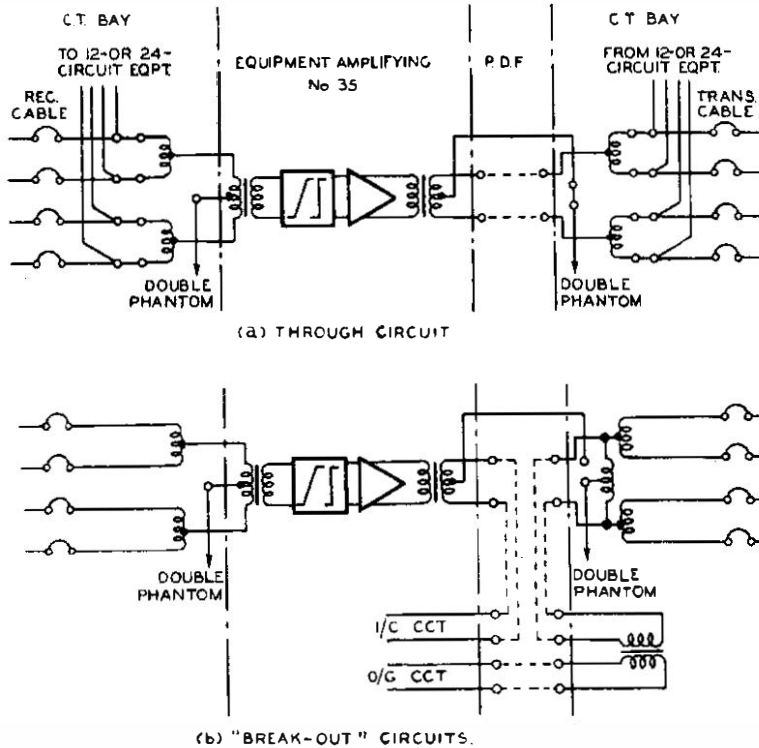 C.T. BAY
C.T BAY
TO 12-OR 24-
CIRCUIT EQPT.
EQUIPMENT AMPLIFYING
No 35
P.D.F
FROM 12-OR 24-
CIRCUIT EQPT.
REC.
CABLE
TRANS.
CABLE
DOUBLE
PHANTOM
DOUBLE
PHANTOM
(a) THROUGH CIRCUIT
DOUBLE
PHANTOM
DOUBLE
PHANTOM
I/C CCT
O/G CCT
(b) "BREAK-OUT" CIRCUITS.